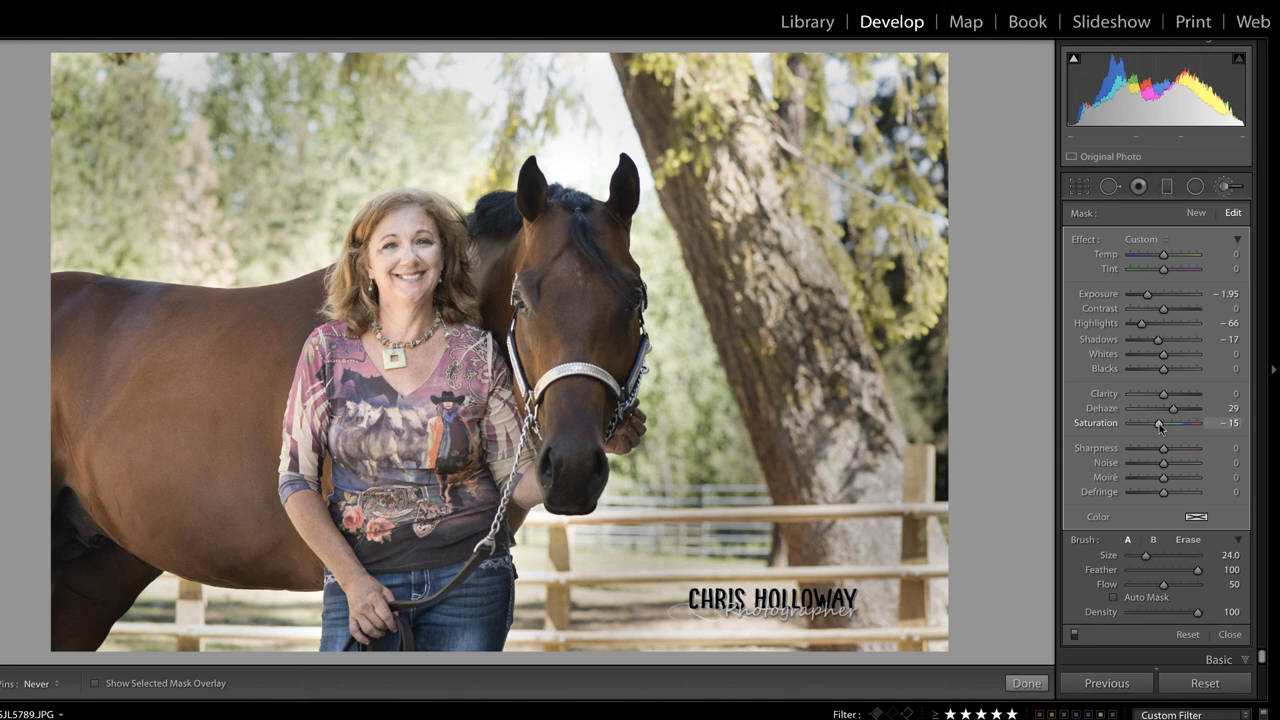 Library | Develop | Map | Book | Slideshow | Print | Web
Original Photo
Mask : New Edit
Effect : Custom
Temp 0
Tint 0
Exposure – 1.95
Contrast 0
Highlights – 66
Shadows – 17
Whites 0
Blacks 0
Clarity 0
Dehaze 29
Saturation – 15
Sharpness 0
Noise 0
Moiré 0
Defringe 0
Color
Brush : A B Erase
Size 24.0
Feather 100
Flow 50
Auto Mask
Density 100
Reset Close
Basic
CHRIS HOLLOWAY
Photographer
Pins : Never Show Selected Mask Overlay Done Previous Reset
SJL5789.JPG Filter : ≥ ★★★★★ Custom Filter